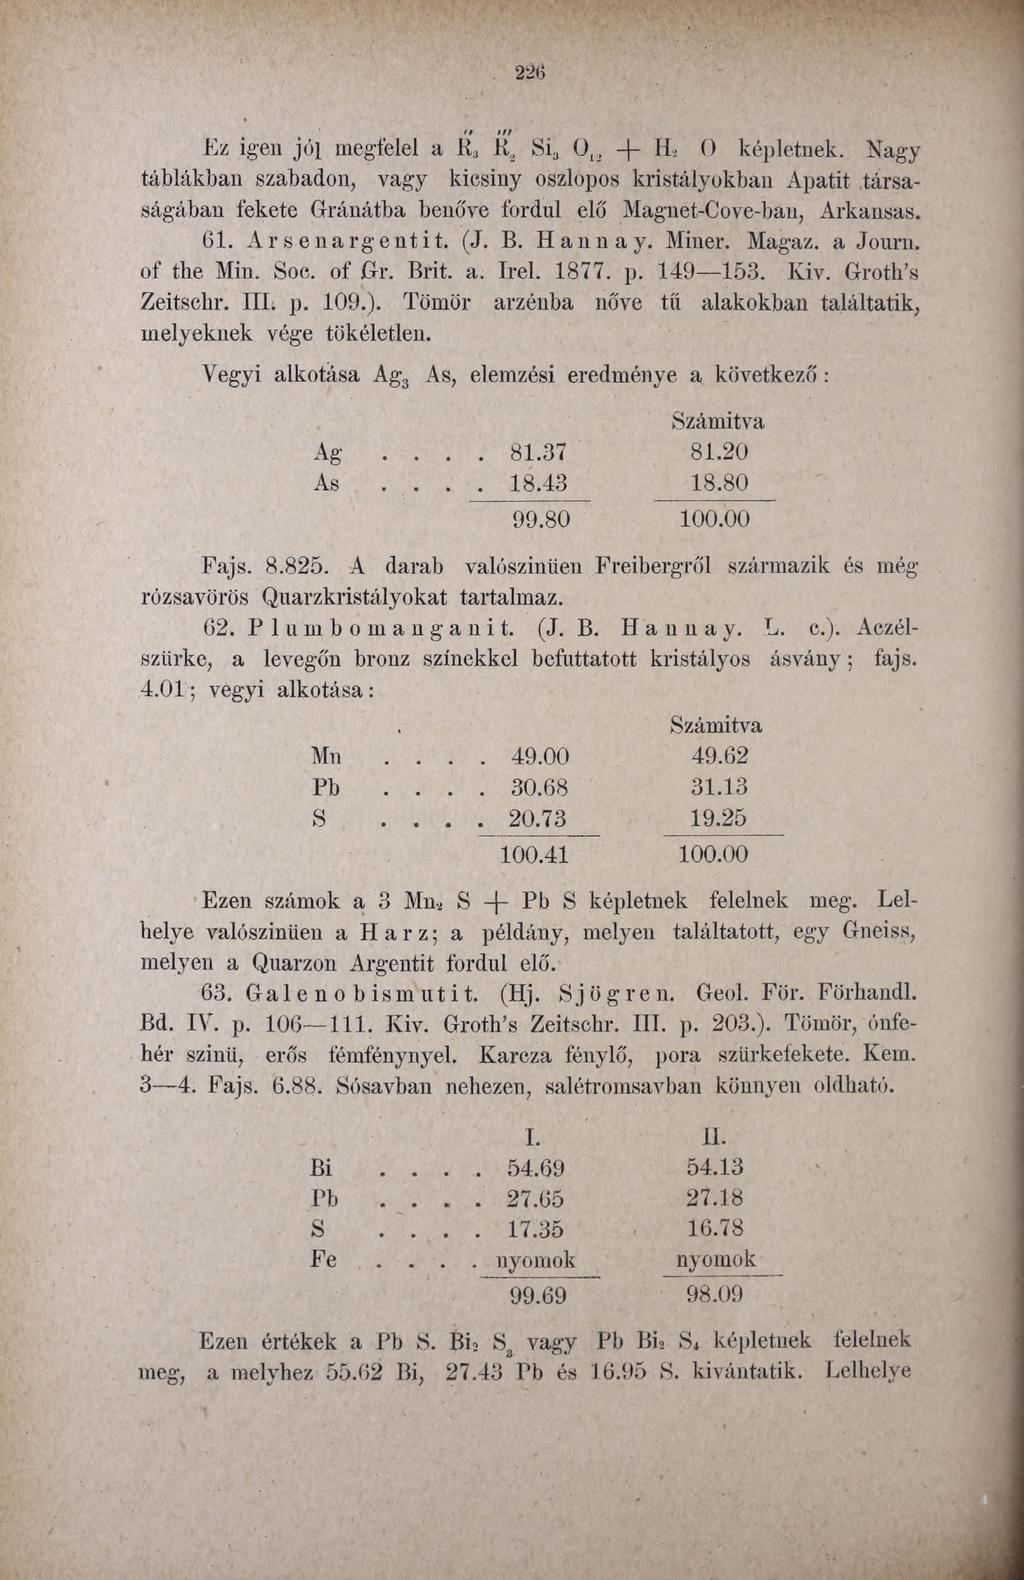 226
Ez igen jól megfelel a R₃″ R₂‴ Si₃ O₁₂ + H₂ O képletnek. Nagy
táblákban szabadon, vagy kicsiny oszlopos kristályokban Apatit társa-
ságában fekete Gránátba benőve fordul elő Magnet-Cove-ban, Arkansas.
61. Arsenargentit. (J. B. Hannay. Miner. Magaz. a Journ.
of the Min. Soc. of Gr. Brit. a. Irel. 1877. p. 149—153. Kiv. Groth's
Zeitschr. III. p. 109.). Tömör arzénba nőve tű alakokban találtatik,
melyeknek vége tökéletlen.
Vegyi alkotása Ag₃ As, elemzési eredménye a következő:
Számitva
Ag . . . . 81.37 81.20
As . . . . 18.43 18.80
99.80 100.00
Fajs. 8.825. A darab valószinüen Freibergről származik és még
rózsavörös Quarzkristályokat tartalmaz.
62. Plumbomanganit. (J. B. Hannay. L. c.). Aczél-
szürke, a levegőn bronz színekkel befuttatott kristályos ásvány; fajs.
4.01; vegyi alkotása:
Számitva
Mn . . . . 49.00 49.62
Pb . . . . 30.68 31.13
S . . . . 20.73 19.25
100.41 100.00
Ezen számok a 3 Mn₂ S + Pb S képletnek felelnek meg. Lel-
helye valószinüen a Harz; a példány, melyen találtatott, egy Gneiss,
melyen a Quarzon Argentit fordul elő.
63. Galenobismutit. (Hj. Sjögren. Geol. För. Förhandl.
Bd. IV. p. 106—111. Kiv. Groth's Zeitschr. III. p. 203.). Tömör, ónfe-
hér szinü, erős fémfénynyel. Karcza fénylő, pora szürkefekete. Kem.
3—4. Fajs. 6.88. Sósavban nehezen, salétromsavban könnyen oldható.
I. II.
Bi . . . . 54.69 54.13
Pb . . . . 27.65 27.18
S . . . . 17.35 16.78
Fe . . . . nyomok nyomok
99.69 98.09
Ezen értékek a Pb S. Bi₂ S₃ vagy Pb Bi₂ S₄ képletnek felelnek
meg, a melyhez 55.62 Bi, 27.43 Pb és 16.95 S. kivántatik. Lelhelye